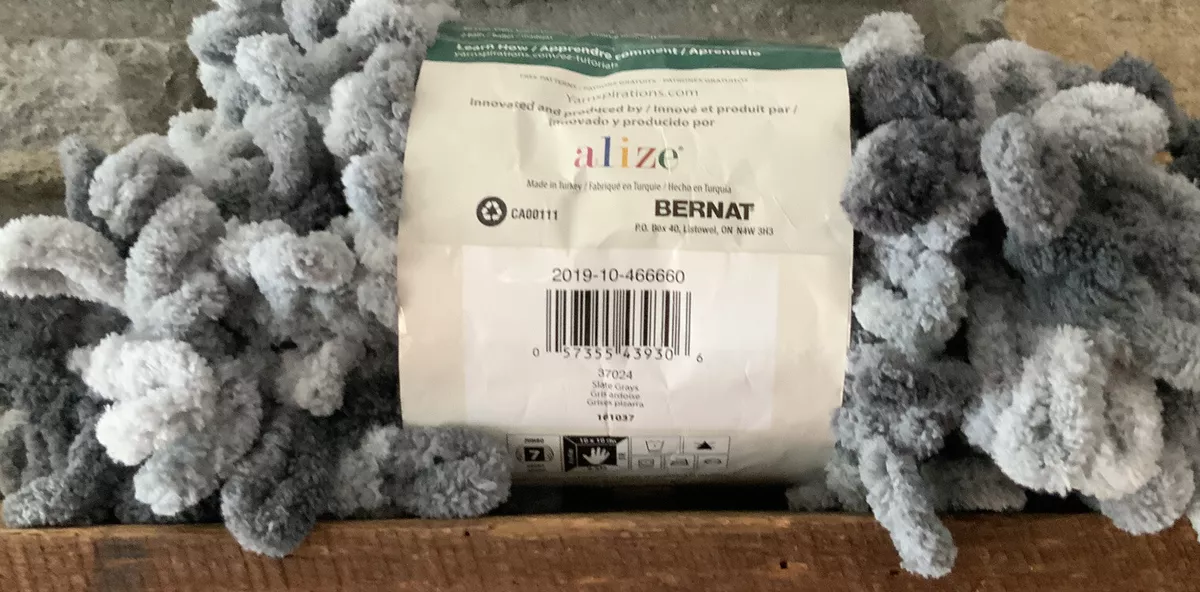 Learn How / Apprendre comment / Aprendelo
Yarnspirations.com
Innovated and produced by / Innové et produit par /
Innovado y producido por
alize
Made in Turkey / Fabriqué en Turquie / Hecho en Turquía
CA00111
BERNAT
P.O. Box 40, Listowel, ON N4W 3H3
2019-10-466660
0 57355 43930 6
37024
Slate Grays
Gris ardoise
Grises pizarra
161037
7